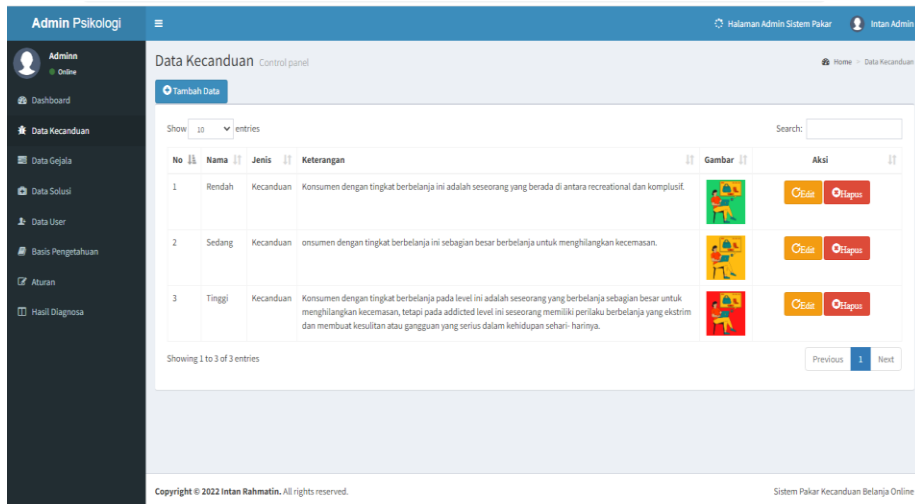 Admin Psikologi
Halaman Admin Sistem Pakar
Intan Admin
Adminn
Online
Dashboard
Data Kecanduan
Data Gejala
Data Solusi
Data User
Basis Pengetahuan
Aturan
Hasil Diagnosa
Data Kecanduan Control panel
Home > Data Kecanduan
Tambah Data
Show 10 entries
Search:
No Nama Jenis Keterangan Gambar Aksi
1 Rendah Kecanduan Konsumen dengan tingkat berbelanja ini adalah seseorang yang berada di antara recreational dan komplusif. Edit Hapus
2 Sedang Kecanduan onsumen dengan tingkat berbelanja ini sebagian besar berbelanja untuk menghilangkan kecemasan. Edit Hapus
3 Tinggi Kecanduan Konsumen dengan tingkat berbelanja pada level ini adalah seseorang yang berbelanja sebagian besar untuk
menghilangkan kecemasan, tetapi pada addicted level ini seseorang memiliki perilaku berbelanja yang ekstrim
dan membuat kesulitan atau gangguan yang serius dalam kehidupan sehari- harinya.
Edit Hapus
Showing 1 to 3 of 3 entries
Previous 1 Next
Copyright © 2022 Intan Rahmatin. All rights reserved.
Sistem Pakar Kecanduan Belanja Online